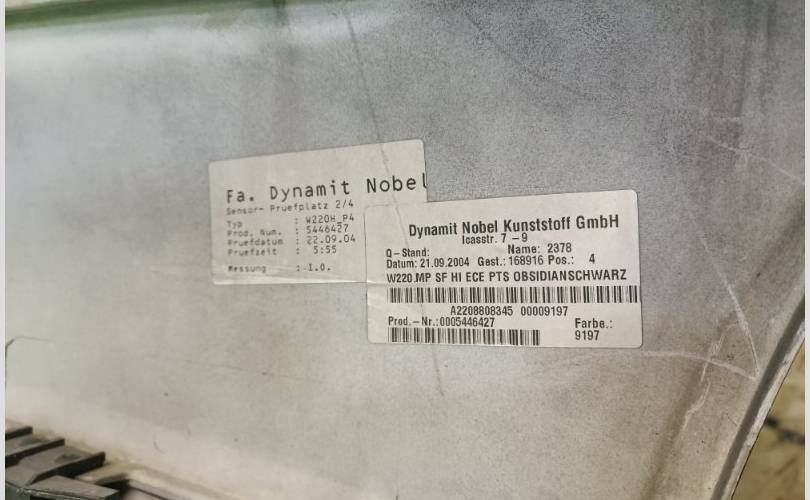 Fa. Dynamit Nobel
Sensor- Pruefplatz 2/4
Typ : W220H_P4
Prod. Num. : 5446427
Pruefdatum : 22.09.04
Pruefzeit : 5:55
Messung : I.O.
Dynamit Nobel Kunststoff GmbH
Icasstr. 7 - 9
Q-Stand: Name: 2378
Datum: 21.09.2004 Gest.: 168916 Pos.: 4
W220.MP SF HI ECE PTS OBSIDIANSCHWARZ
A2208808345 00009197
Prod.-Nr.:0005446427 Farbe.:
9197